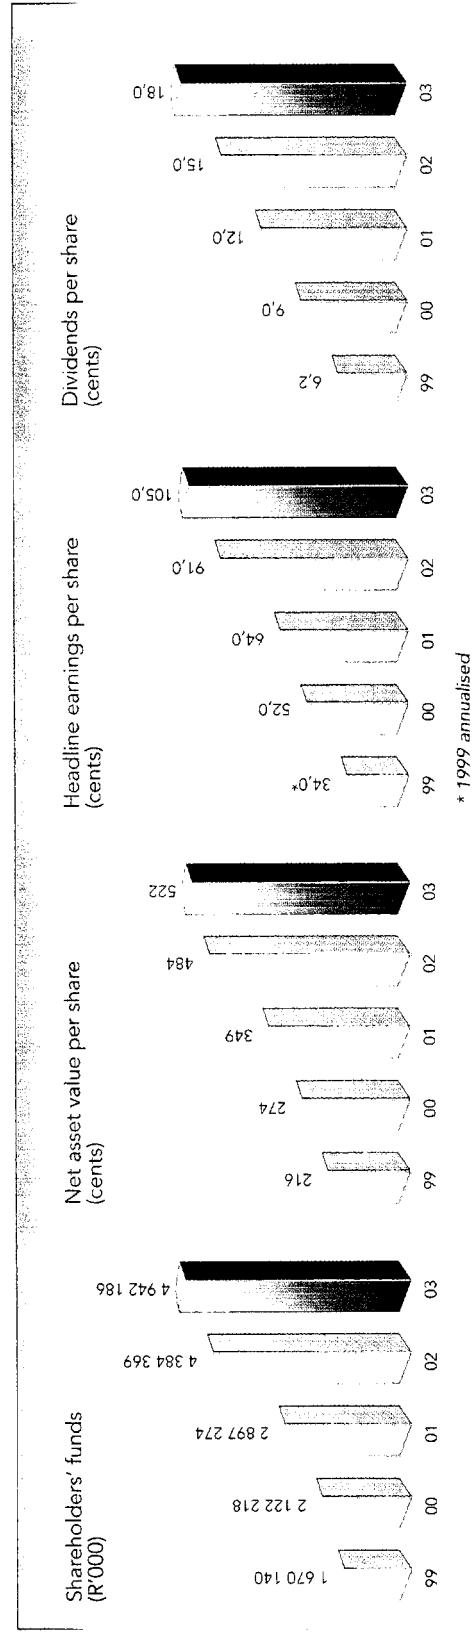 Shareholders' funds
(R'000)
1 670 140
2 122 218
2 897 274
4 384 369
4 942 186
99 00 01 02 03
Net asset value per share
(cents)
216
274
349
484
522
99 00 01 02 03
Headline earnings per share
(cents)
34,0*
52,0
64,0
91,0
105,0
99 00 01 02 03
* 1999 annualised
Dividends per share
(cents)
6,2
9,0
12,0
15,0
18,0
99 00 01 02 03